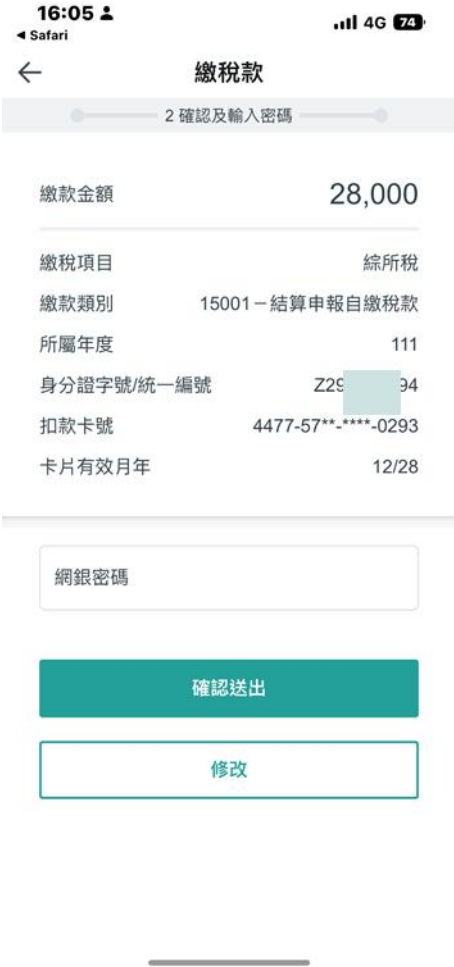 16:05
4G 74
◀ Safari
← 繳稅款
2 確認及輸入密碼
繳款金額 28,000
繳稅項目 綜所稅
繳款類別 15001－結算申報自繳稅款
所屬年度 111
身分證字號/統一編號 Z29 94
扣款卡號 4477-57**-****-0293
卡片有效月年 12/28
網銀密碼
確認送出
修改